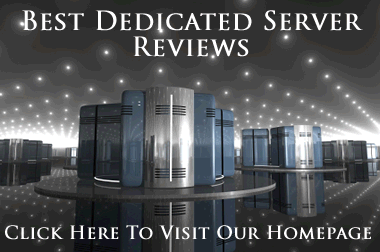 Best Dedicated Server
Reviews
Click Here To Visit Our Homepage